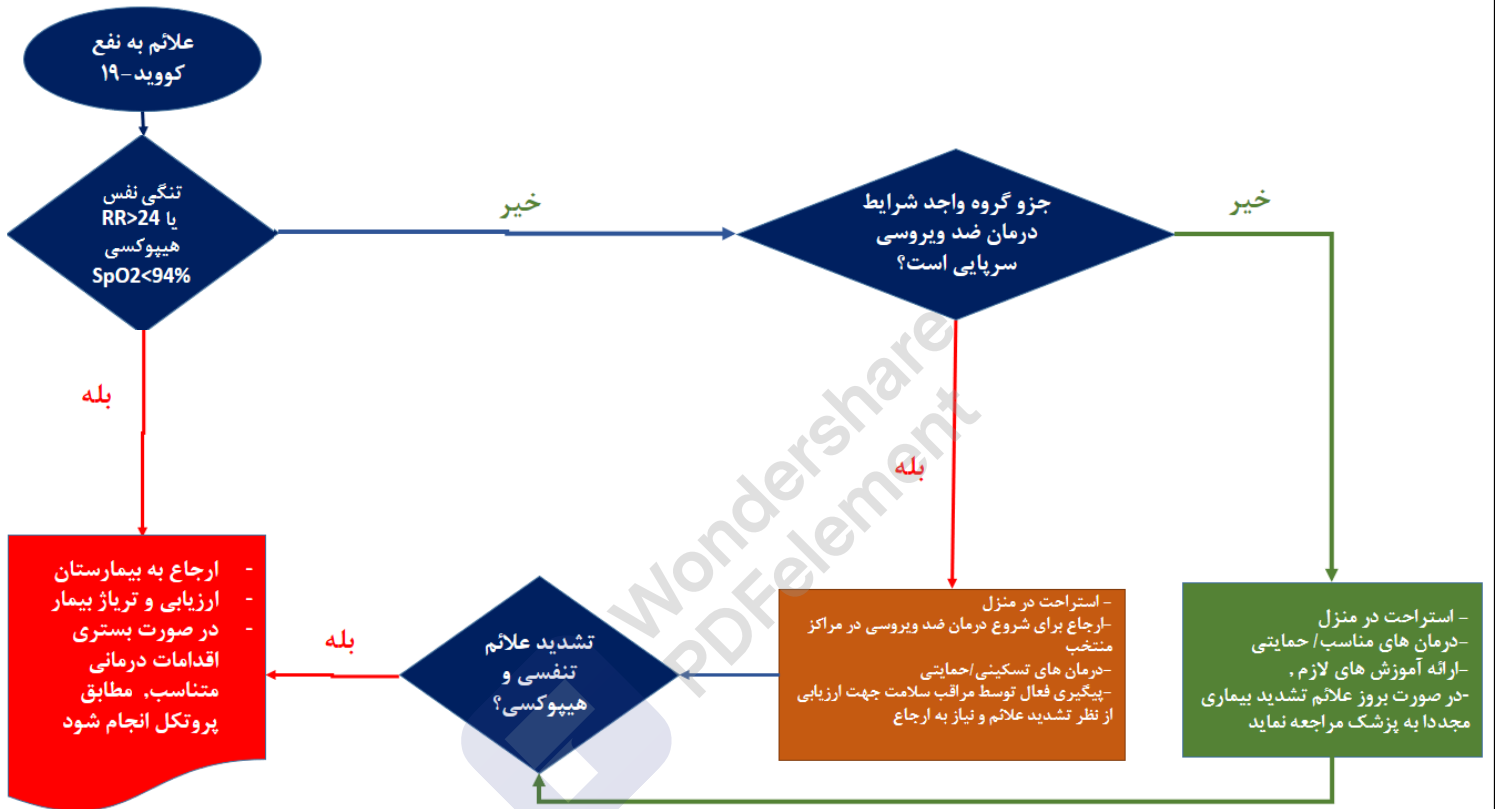 علائم به نفع
کووید-۱۹
تنگی نفس
یا RR>24
هیپوکسی
SpO2<94%
خیر
جزو گروه واجد شرایط
درمان ضد ویروسی
سرپایی است؟
خیر
بله
بله
- ارجاع به بیمارستان
- ارزیابی و تریاژ بیمار
- در صورت بستری
اقدامات درمانی
متناسب, مطابق
پروتکل انجام شود
بله
تشدید علائم
تنفسی و
هیپوکسی؟
- استراحت در منزل
-ارجاع برای شروع درمان ضد ویروسی در مراکز
منتخب
-درمان های تسکینی/حمایتی
-پیگیری فعال توسط مراقب سلامت جهت ارزیابی
از نظر تشدید علائم و نیاز به ارجاع
- استراحت در منزل
-درمان های مناسب/ حمایتی
-ارائه آموزش های لازم ,
-در صورت بروز علائم تشدید بیماری
مجددا به پزشک مراجعه نماید
Wondershare
PDFelement